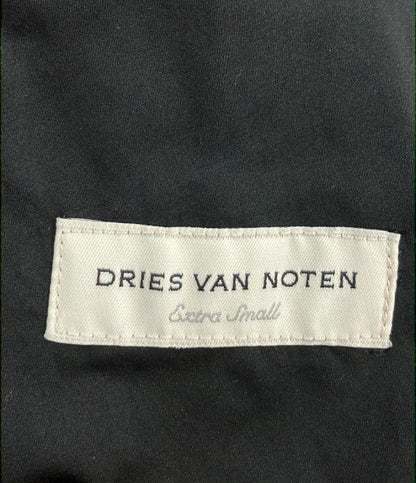 DRIES VAN NOTEN
Extra Small